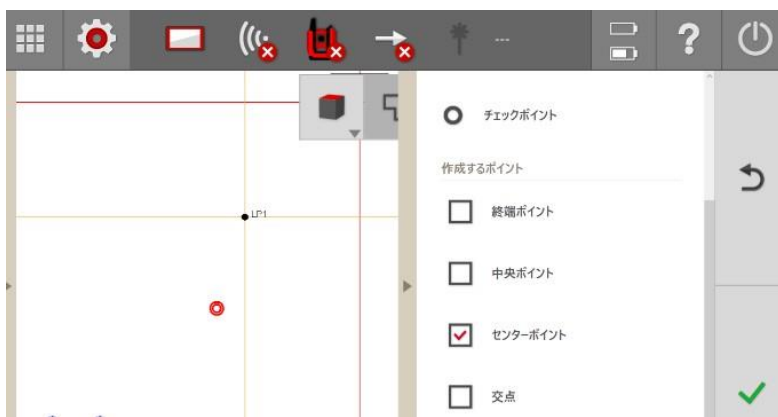 ---
?
チェックポイント
作成するポイント
LP1
終端ポイント
中央ポイント
センターポイント
交点